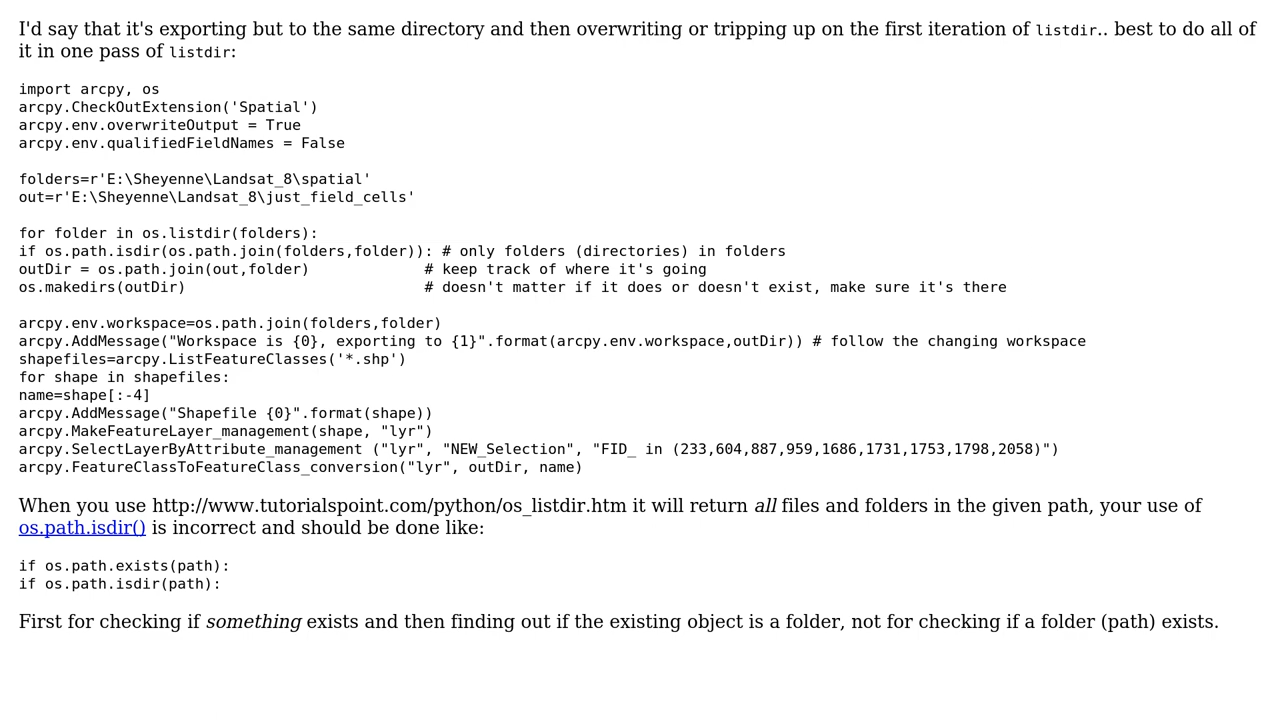 I'd say that it's exporting but to the same directory and then overwriting or tripping up on the first iteration of listdir.. best to do all of
it in one pass of listdir:
import arcpy, os
arcpy.CheckOutExtension('Spatial')
arcpy.env.overwriteOutput = True
arcpy.env.qualifiedFieldNames = False
folders=r'E:\Sheyenne\Landsat_8\spatial'
out=r'E:\Sheyenne\Landsat_8\just_field_cells'
for folder in os.listdir(folders):
if os.path.isdir(os.path.join(folders,folder)): # only folders (directories) in folders
outDir = os.path.join(out,folder)             # keep track of where it's going
os.makedirs(outDir)                           # doesn't matter if it does or doesn't exist, make sure it's there
arcpy.env.workspace=os.path.join(folders,folder)
arcpy.AddMessage("Workspace is {0}, exporting to {1}".format(arcpy.env.workspace,outDir)) # follow the changing workspace
shapefiles=arcpy.ListFeatureClasses('*.shp')
for shape in shapefiles:
name=shape[:-4]
arcpy.AddMessage("Shapefile {0}".format(shape))
arcpy.MakeFeatureLayer_management(shape, "lyr")
arcpy.SelectLayerByAttribute_management ("lyr", "NEW_Selection", "FID_ in (233,604,887,959,1686,1731,1753,1798,2058)")
arcpy.FeatureClassToFeatureClass_conversion("lyr", outDir, name)
When you use http://www.tutorialspoint.com/python/os_listdir.htm it will return all files and folders in the given path, your use of
os.path.isdir() is incorrect and should be done like:
if os.path.exists(path):
if os.path.isdir(path):
First for checking if something exists and then finding out if the existing object is a folder, not for checking if a folder (path) exists.